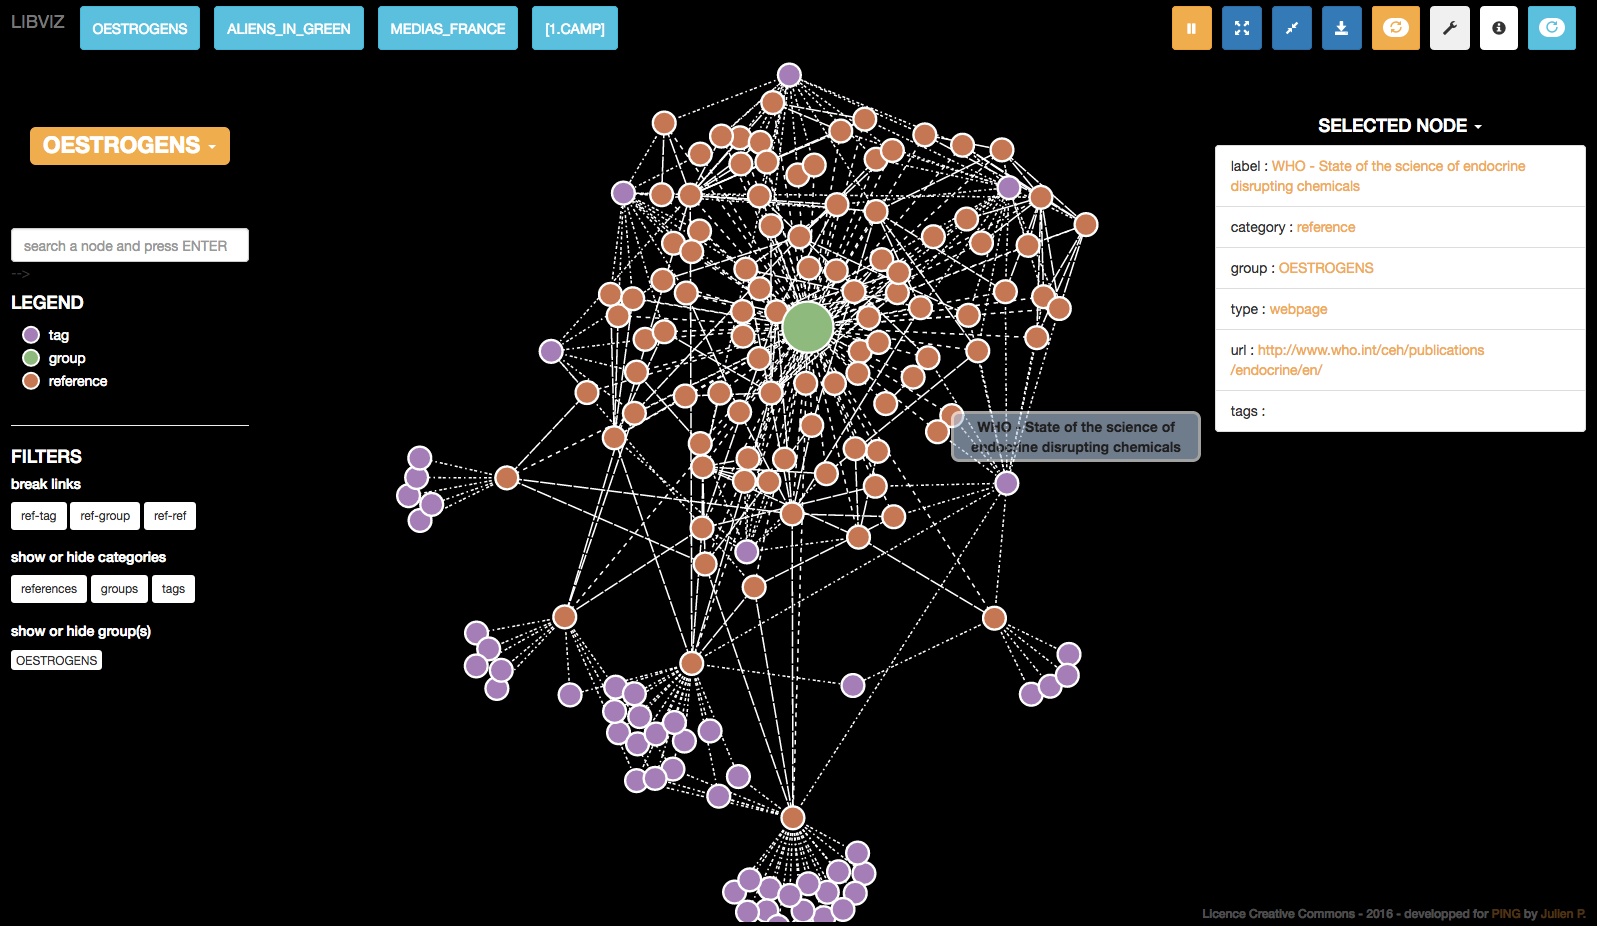 LIBVIZ
OESTROGENS
ALIENS_IN_GREEN
MEDIAS_FRANCE
[1.CAMP]
OESTROGENS
search a node and press ENTER
-->
LEGEND
tag
group
reference
FILTERS
break links
ref-tag
ref-group
ref-ref
show or hide categories
references
groups
tags
show or hide group(s)
OESTROGENS
WHO - State of the science of
endocrine disrupting chemicals
SELECTED NODE
label : WHO - State of the science of endocrine
disrupting chemicals
category : reference
group : OESTROGENS
type : webpage
url : http://www.who.int/ceh/publications
/endocrine/en/
tags :
Licence Creative Commons - 2016 - developped for PING by Julien P.